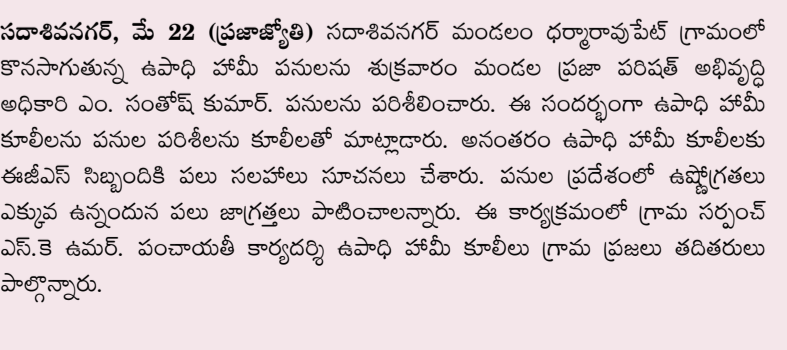 సదాశివనగర్, మే 22 (ప్రజాజ్యోతి) సదాశివనగర్ మండలం ధర్మారావుపేట్ గ్రామంలో
కొనసాగుతున్న ఉపాధి హామీ పనులను శుక్రవారం మండల ప్రజా పరిషత్ అభివృద్ధి
అధికారి ఎం. సంతోష్ కుమార్. పనులను పరిశీలించారు. ఈ సందర్భంగా ఉపాధి హామీ
కూలీలను పనుల పరిశీలను కూలీలతో మాట్లాడారు. అనంతరం ఉపాధి హామీ కూలీలకు
ఈజీఎస్ సిబ్బందికి పలు సలహాలు సూచనలు చేశారు. పనుల ప్రదేశంలో ఉష్ణోగ్రతలు
ఎక్కువ ఉన్నందున పలు జాగ్రత్తలు పాటించాలన్నారు. ఈ కార్యక్రమంలో గ్రామ సర్పంచ్
ఎస్.కె ఉమర్. పంచాయతీ కార్యదర్శి ఉపాధి హామీ కూలీలు గ్రామ ప్రజలు తదితరులు
పాల్గొన్నారు.